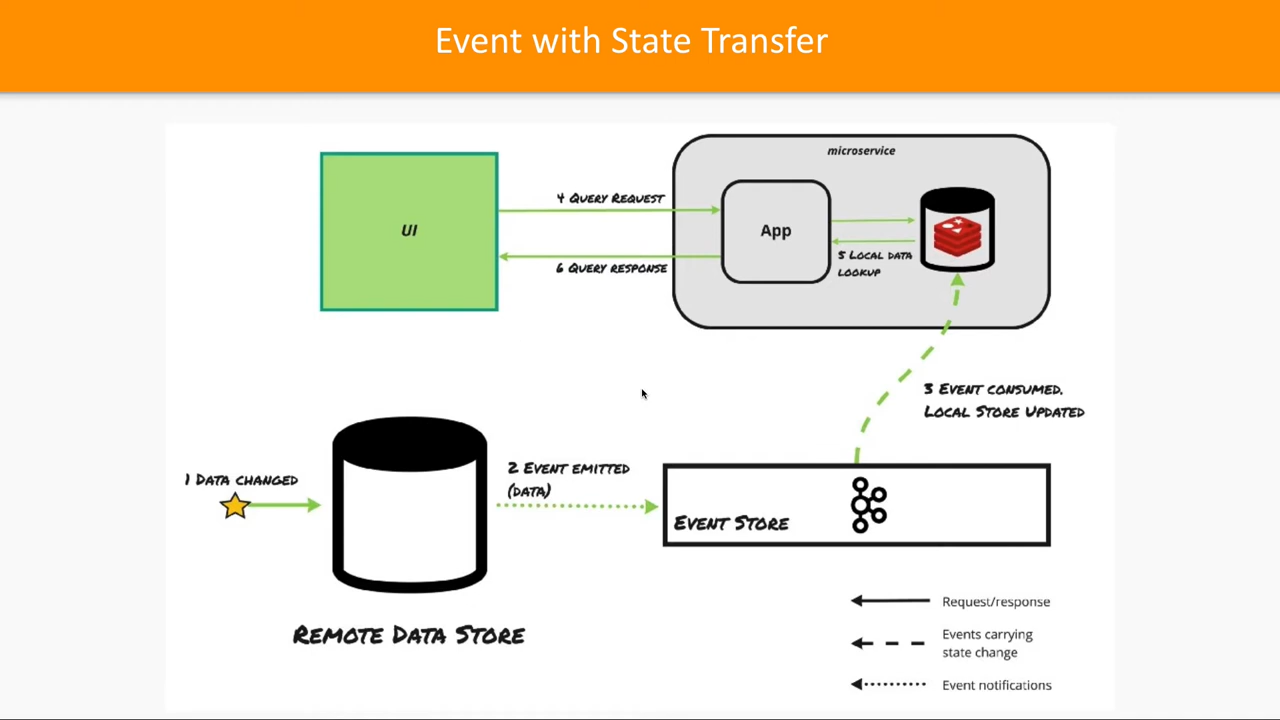 Event with State Transfer
microservice
UI
4 Query Request
App
6 Query response
5 Local data
lookup
3 Event consumed.
Local Store Updated
1 Data changed
2 Event emitted
(data)
Event Store
Remote Data Store
Request/response
Events carrying
state change
Event notifications